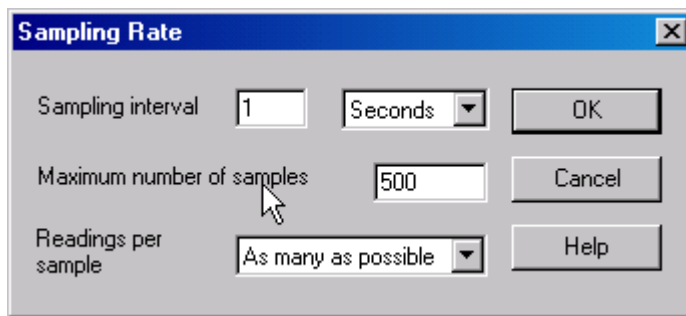 Sampling Rate
Sampling interval 1 Seconds OK
Maximum number of samples 500 Cancel
Readings per
sample As many as possible Help